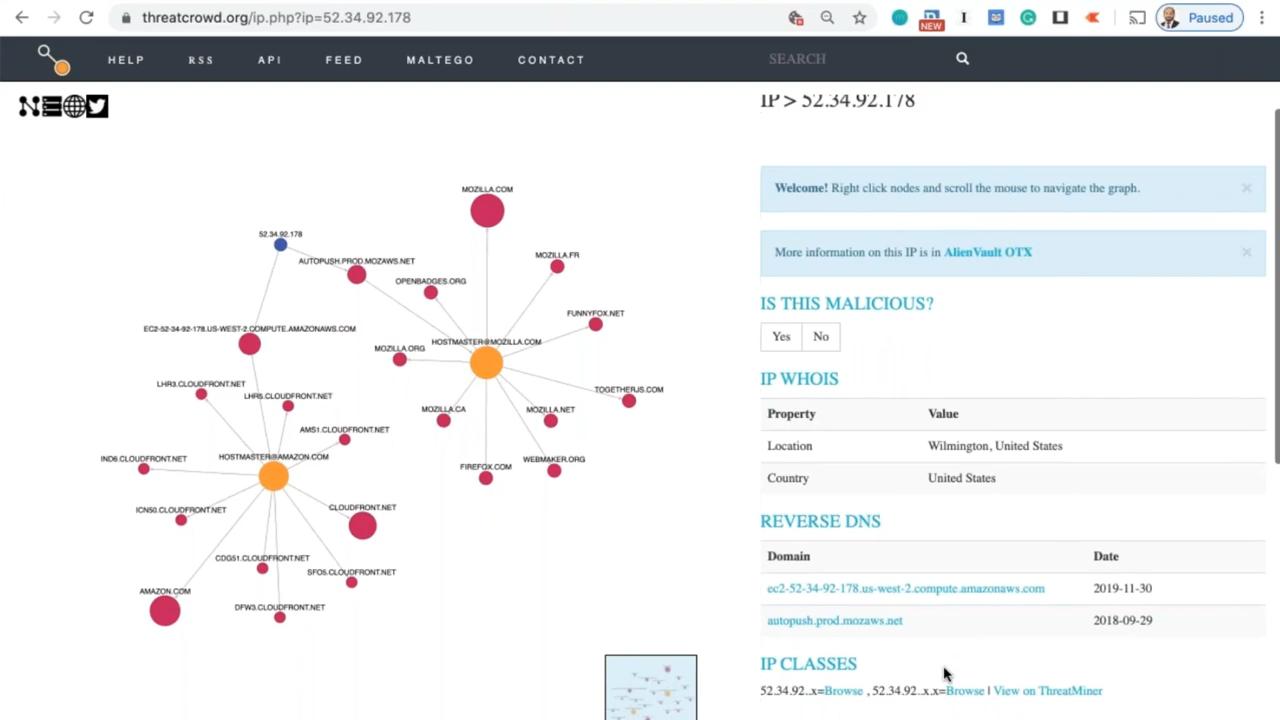 threatcrowd.org/ip.php?ip=52.34.92.178
NEW
Paused
HELP RSS API FEED MALTEGO CONTACT
SEARCH
IP > 52.34.92.178
Welcome! Right click nodes and scroll the mouse to navigate the graph.
More information on this IP is in AlienVault OTX
IS THIS MALICIOUS?
Yes No
IP WHOIS
Property Value
Location Wilmington, United States
Country United States
REVERSE DNS
Domain Date
ec2-52-34-92-178.us-west-2.compute.amazonaws.com 2019-11-30
autopush.prod.mozaws.net 2018-09-29
IP CLASSES
52.34.92..x=Browse , 52.34.92..x.x=Browse | View on ThreatMiner
MOZILLA.COM
52.34.92.178
MOZILLA.FR
AUTOPUSH.PROD.MOZAWS.NET
OPENBADGES.ORG
FUNNYFOX.NET
EC2-52-34-92-178.US-WEST-2.COMPUTE.AMAZONAWS.COM
HOSTMASTER@MOZILLA.COM
MOZILLA.ORG
LHR3.CLOUDFRONT.NET
TOGETHERJS.COM
LHR5.CLOUDFRONT.NET
MOZILLA.CA
MOZILLA.NET
AMS1.CLOUDFRONT.NET
HOSTMASTER@AMAZON.COM
IND6.CLOUDFRONT.NET
WEBMAKER.ORG
FIREFOX.COM
ICN50.CLOUDFRONT.NET
CLOUDFRONT.NET
CDG51.CLOUDFRONT.NET
SFO5.CLOUDFRONT.NET
AMAZON.COM
DFW3.CLOUDFRONT.NET